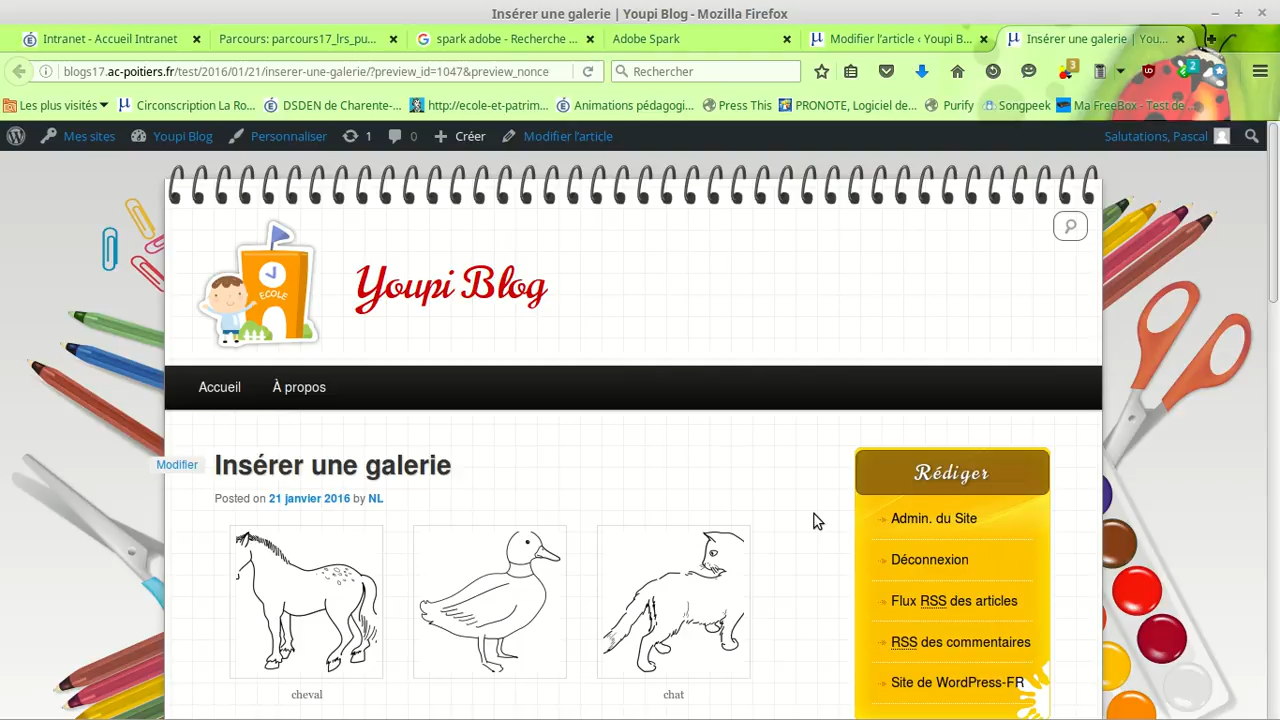 Insérer une galerie | Youpi Blog - Mozilla Firefox
Intranet - Accueil Intranet
Parcours: parcours17_lrs_pu...
spark adobe - Recherche ...
Adobe Spark
Modifier l'article ‹ Youpi B...
Insérer une galerie | You...
blogs17.ac-poitiers.fr/test/2016/01/21/inserer-une-galerie/?preview_id=1047&preview_nonce
Rechercher
3
2
Les plus visités
Circonscription La Ro...
DSDEN de Charente-...
http://ecole-et-patrim...
Animations pédagogi...
Press This
PRONOTE, Logiciel de...
Purify
Songpeek
Ma FreeBox - Test de ...
Mes sites
Youpi Blog
Personnaliser
1
0
Créer
Modifier l'article
Salutations, Pascal
ECOLE
Youpi Blog
Accueil
À propos
Modifier
Insérer une galerie
Posted on 21 janvier 2016 by NL
cheval
chat
Rédiger
Admin. du Site
Déconnexion
Flux RSS des articles
RSS des commentaires
Site de WordPress-FR